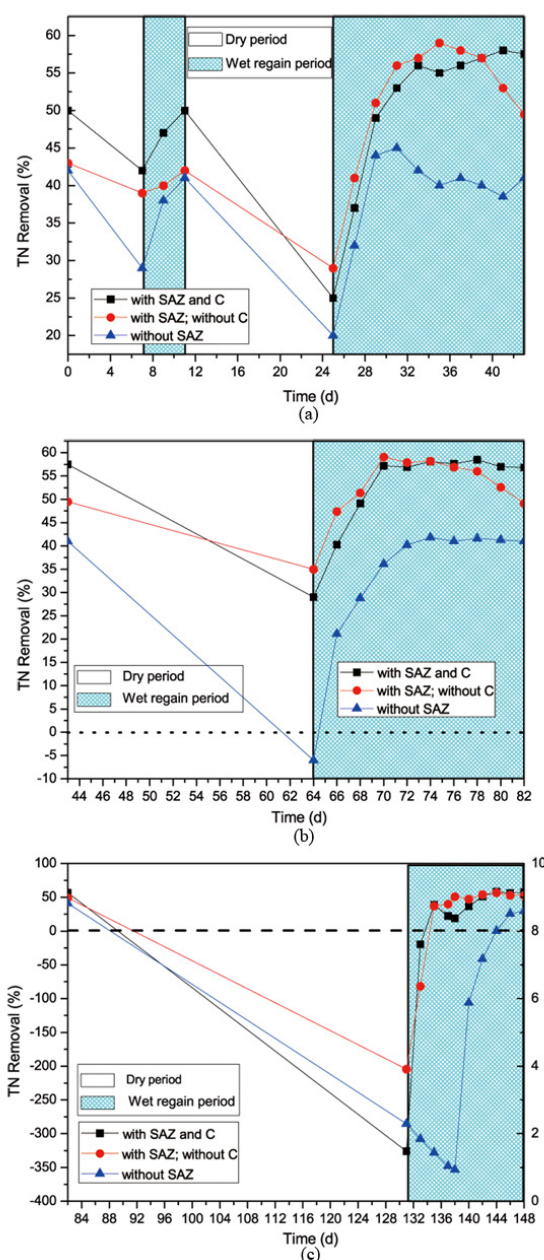 60
55
50
45
40
35
30
25
20
TN Removal (%)
Dry period
Wet regain period
with SAZ and C
with SAZ; without C
without SAZ
0 4 8 12 16 20 24 28 32 36 40
Time (d)
(a)
60
55
50
45
40
35
30
25
20
15
10
5
0
-5
-10
TN Removal (%)
Dry period
Wet regain period
with SAZ and C
with SAZ; without C
without SAZ
44 46 48 50 52 54 56 58 60 62 64 66 68 70 72 74 76 78 80 82
Time (d)
(b)
100
50
0
-50
-100
-150
-200
-250
-300
-350
-400
TN Removal (%)
10
8
6
4
2
0
Dry period
Wet regain period
with SAZ and C
with SAZ; without C
without SAZ
84 88 92 96 100 104 108 112 116 120 124 128 132 136 140 144 148
Time (d)
(c)